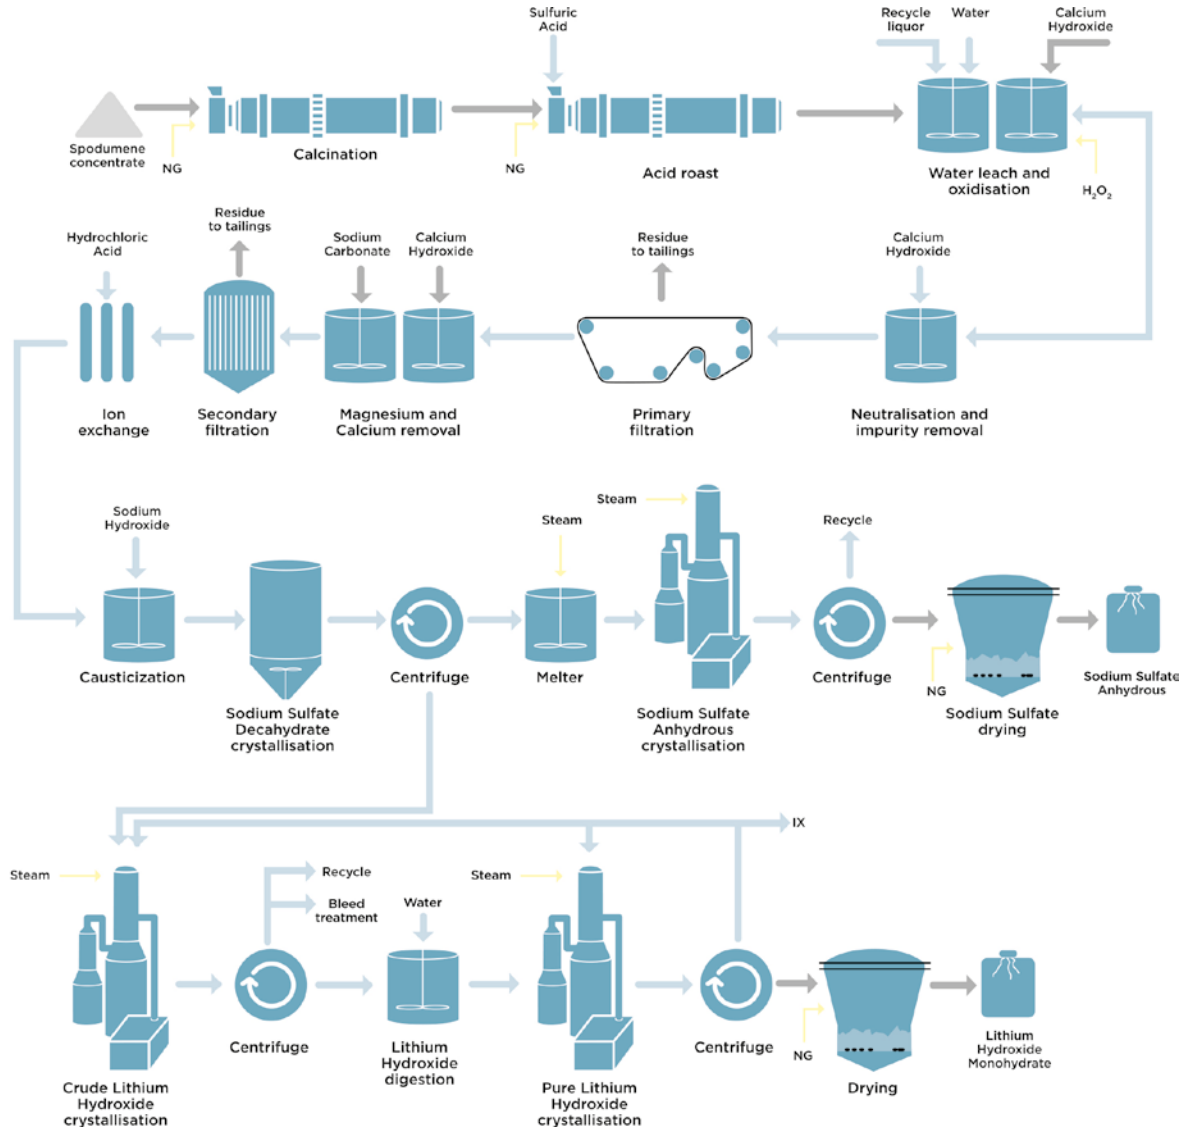 Sulfuric
Acid
Recycle
liquor
Water
Calcium
Hydroxide
Spodumene
concentrate
NG
Calcination
NG
Acid roast
Water leach and
oxidisation
H₂O₂
Hydrochloric
Acid
Residue
to tailings
Sodium
Carbonate
Calcium
Hydroxide
Residue
to tailings
Calcium
Hydroxide
Ion
exchange
Secondary
filtration
Magnesium and
Calcium removal
Primary
filtration
Neutralisation and
impurity removal
Sodium
Hydroxide
Steam
Steam
Recycle
Causticization
Sodium Sulfate
Decahydrate
crystallisation
Centrifuge
Melter
Sodium Sulfate
Anhydrous
crystallisation
Centrifuge
NG
Sodium Sulfate
drying
Sodium Sulfate
Anhydrous
IX
Steam
Recycle
Bleed
treatment
Water
Steam
Crude Lithium
Hydroxide
crystallisation
Centrifuge
Lithium
Hydroxide
digestion
Pure Lithium
Hydroxide
crystallisation
Centrifuge
NG
Drying
Lithium
Hydroxide
Monohydrate